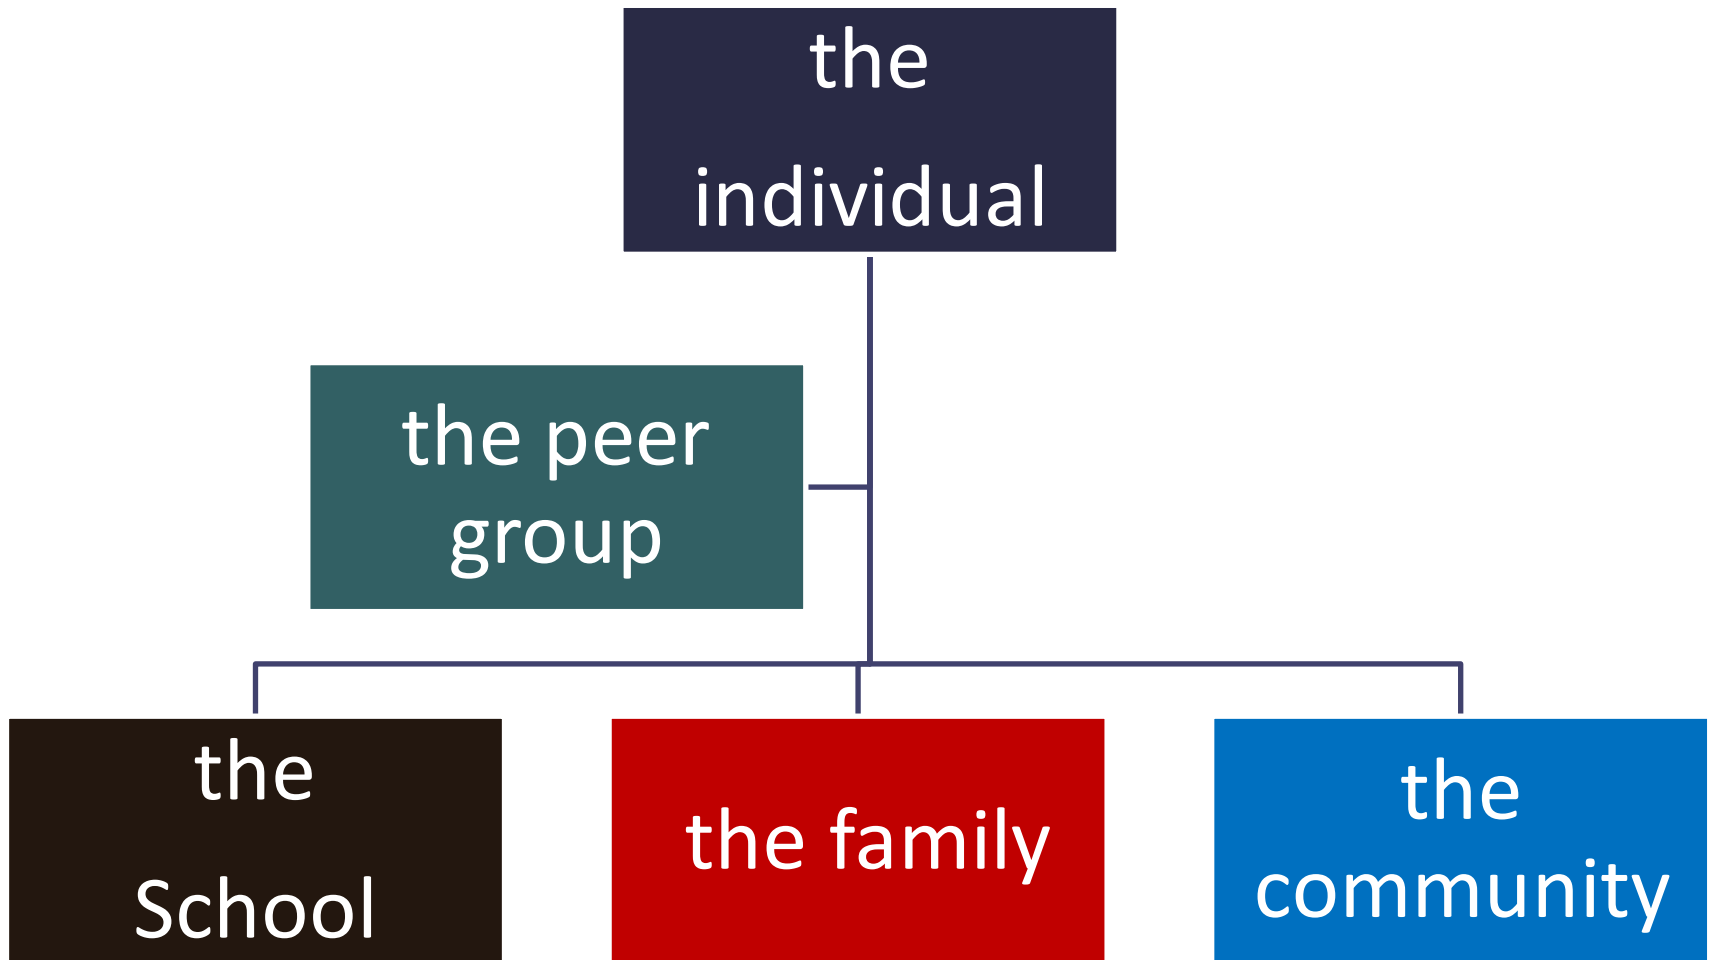 the
individual
the peer
group
the
School
the family
the
community